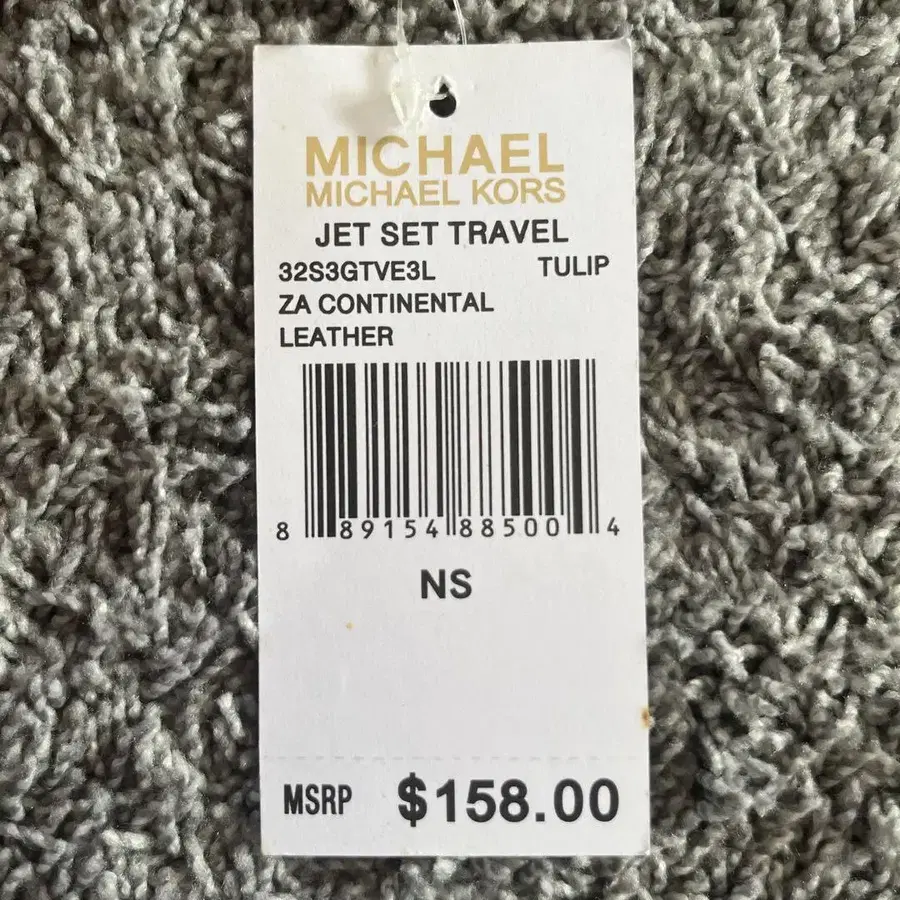 MICHAEL
MICHAEL KORS
JET SET TRAVEL
32S3GTVE3L TULIP
ZA CONTINENTAL
LEATHER
8 89154 88500 4
NS
MSRP $158.00